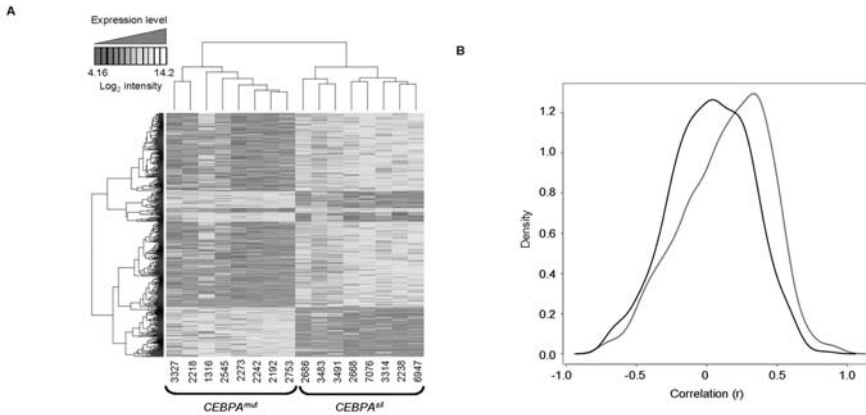 A
Expression level
4.16 14.2
Log2 intensity
3327 2218 1316 2545 2273 2242 2192 2753 2686 3483 3491 2668 7076 3314 2238 6947
CEBPAmut CEBPAsil
B
Density
1.2
1.0
0.8
0.6
0.4
0.2
0.0
-1.0 -0.5 0 0.5 1.0
Correlation (r)